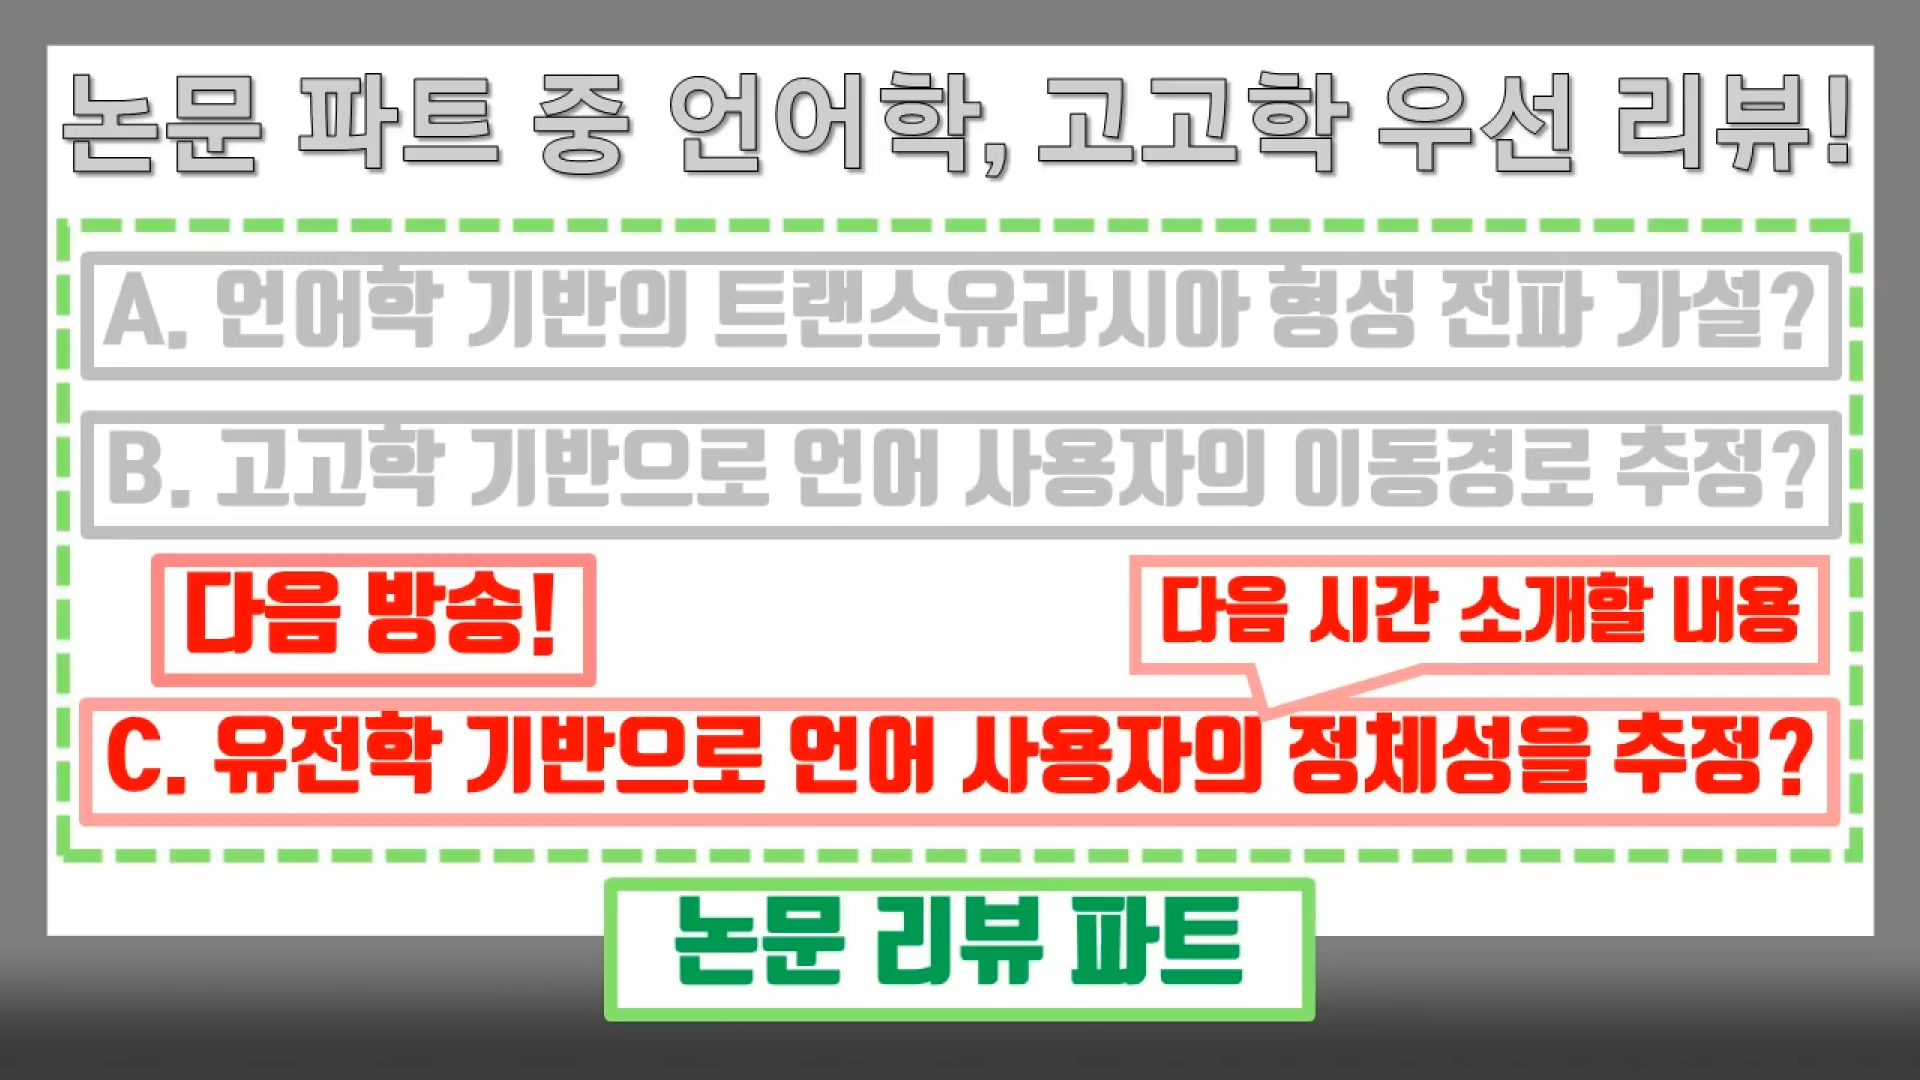 논문 파트 중 언어학, 고고학 우선 리뷰!
A. 언어학 기반의 트랜스유라시아 형성 전파 가설?
B. 고고학 기반으로 언어 사용자의 이동경로 추정?
다음 방송!
다음 시간 소개할 내용
C. 유전학 기반으로 언어 사용자의 정체성을 추정?
논문 리뷰 파트